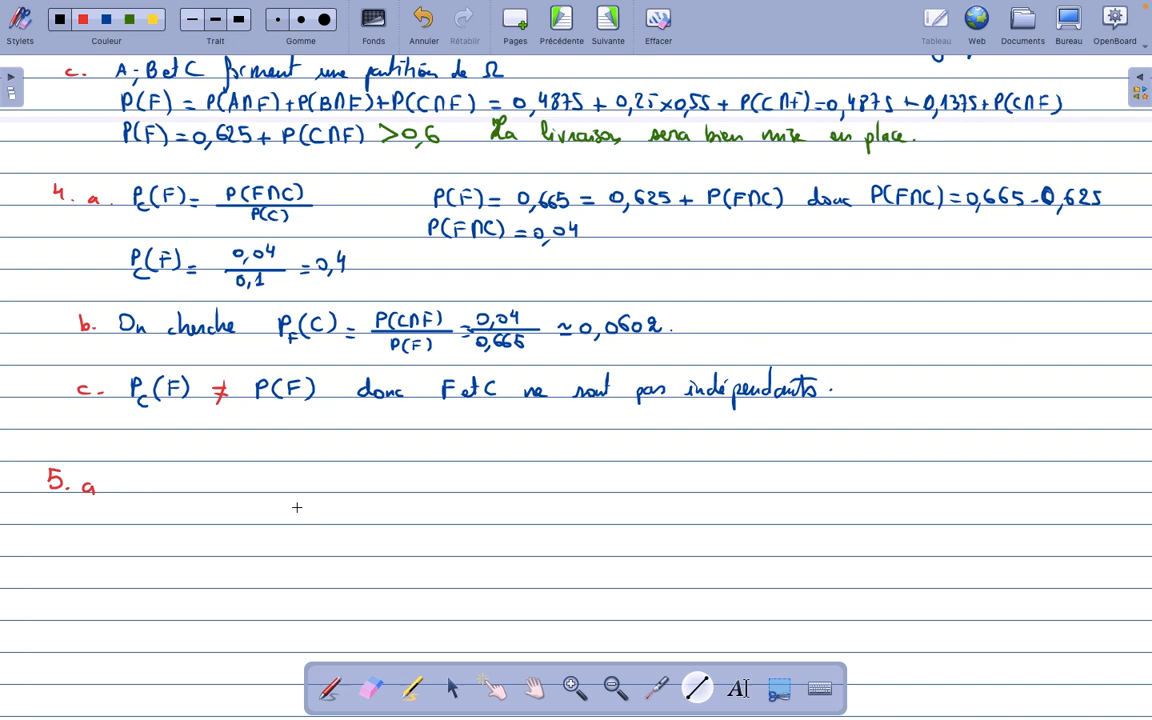 Stylets Couleur Trait Gomme Fonds Annuler Rétablir Pages Précédente Suivante Effacer Tableau Web Documents Bureau OpenBoard
c. A; B et C forment une partition de Ω
P(F) = P(A∩F)+P(B∩F)+P(C∩F) = 0,4875 + 0,25×0,55 + P(C∩F)=0,4875 + 0,1375+P(C∩F)
P(F) = 0,625 + P(C∩F) >0,6 La livraison sera bien mise en place.
4. a. P_C(F) = P(F∩C)/P(C) P(F) = 0,665 = 0,625 + P(F∩C) donc P(F∩C) = 0,665 - 0,625
P(F∩C) = 0,04
P_C(F) = 0,04/0,1 = 0,4
b. On cherche P_F(C) = P(C∩F)/P(F) = 0,04/0,665 ≈ 0,0602.
c. P_C(F) ≠ P(F) donc F et C ne sont pas indépendants.
5. a
AI